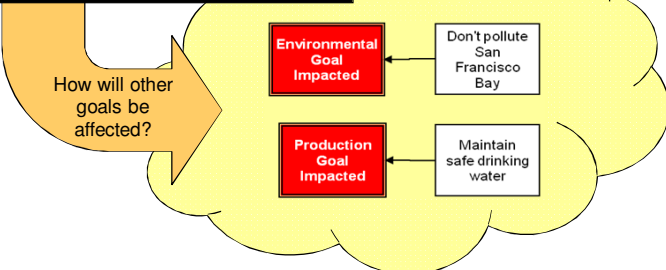 How will other
goals be
affected?
Environmental
Goal
Impacted
Don't pollute
San
Francisco
Bay
Production
Goal
Impacted
Maintain
safe drinking
water